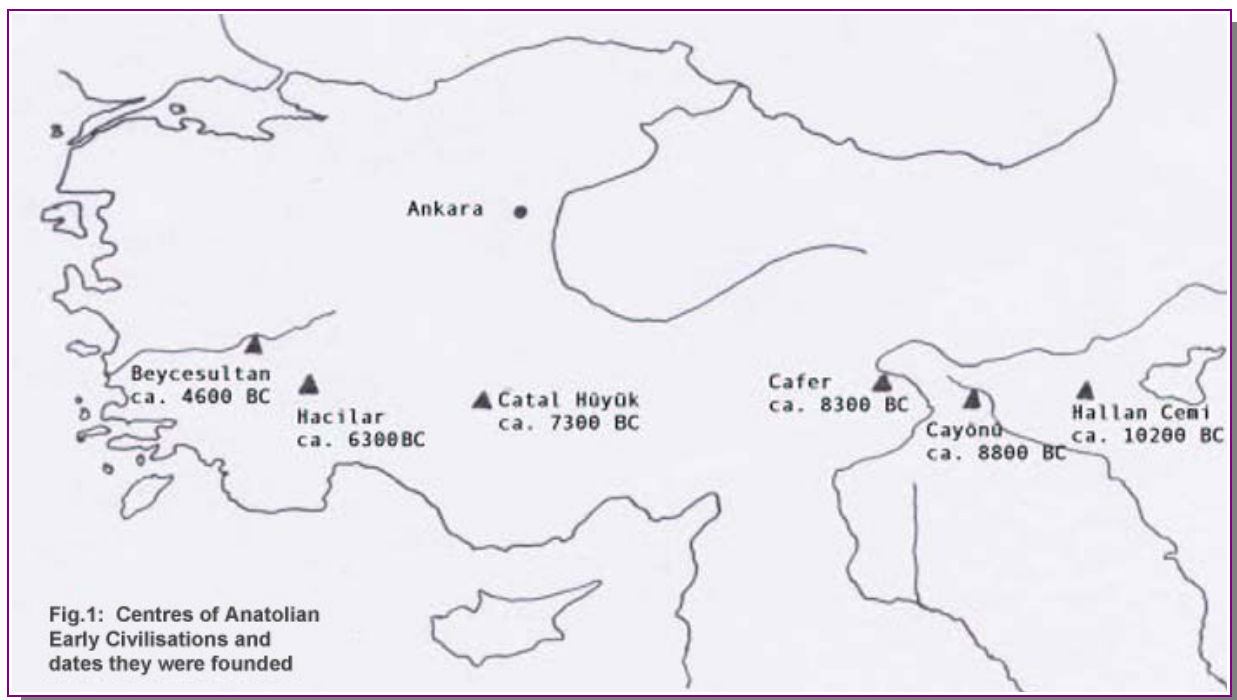 Ankara
Beycesultan
ca. 4600 BC
Hacilar
ca. 6300BC
Catal Hüyük
ca. 7300 BC
Cafer
ca. 8300 BC
Cayönü
ca. 8800 BC
Hallan Cemi
ca. 10200 BC
Fig.1: Centres of Anatolian
Early Civilisations and
dates they were founded